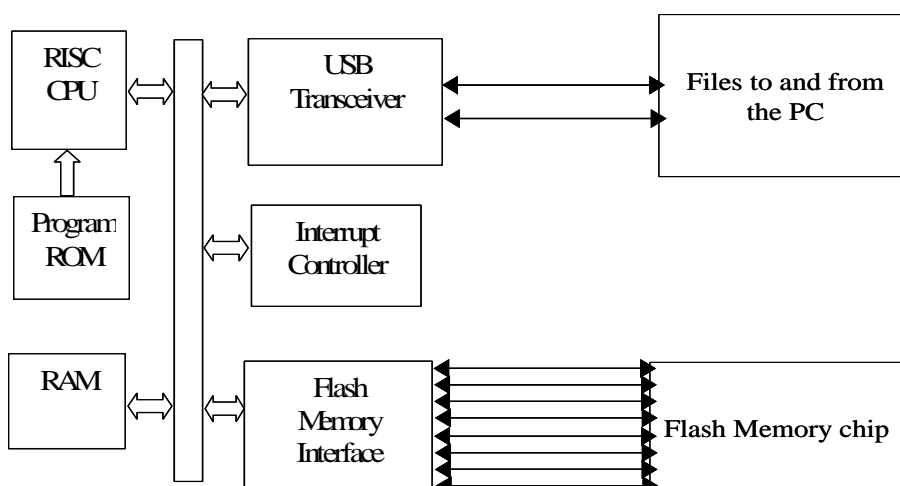 RISC
CPU
USB
Transceiver
Files to and from
the PC
Program
ROM
Interrupt
Controller
RAM
Flash
Memory
Interface
Flash Memory chip